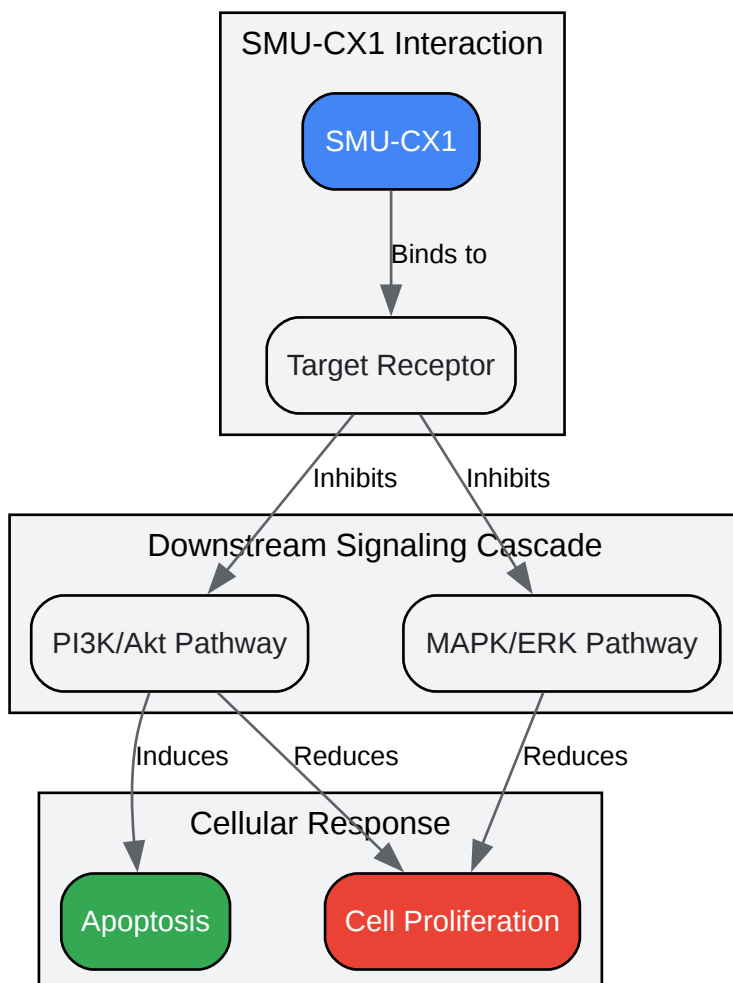 SMU-CX1 Interaction
SMU-CX1
Binds to
Target Receptor
Inhibits
Inhibits
Downstream Signaling Cascade
PI3K/Akt Pathway
MAPK/ERK Pathway
Induces
Reduces
Reduces
Cellular Response
Apoptosis
Cell Proliferation